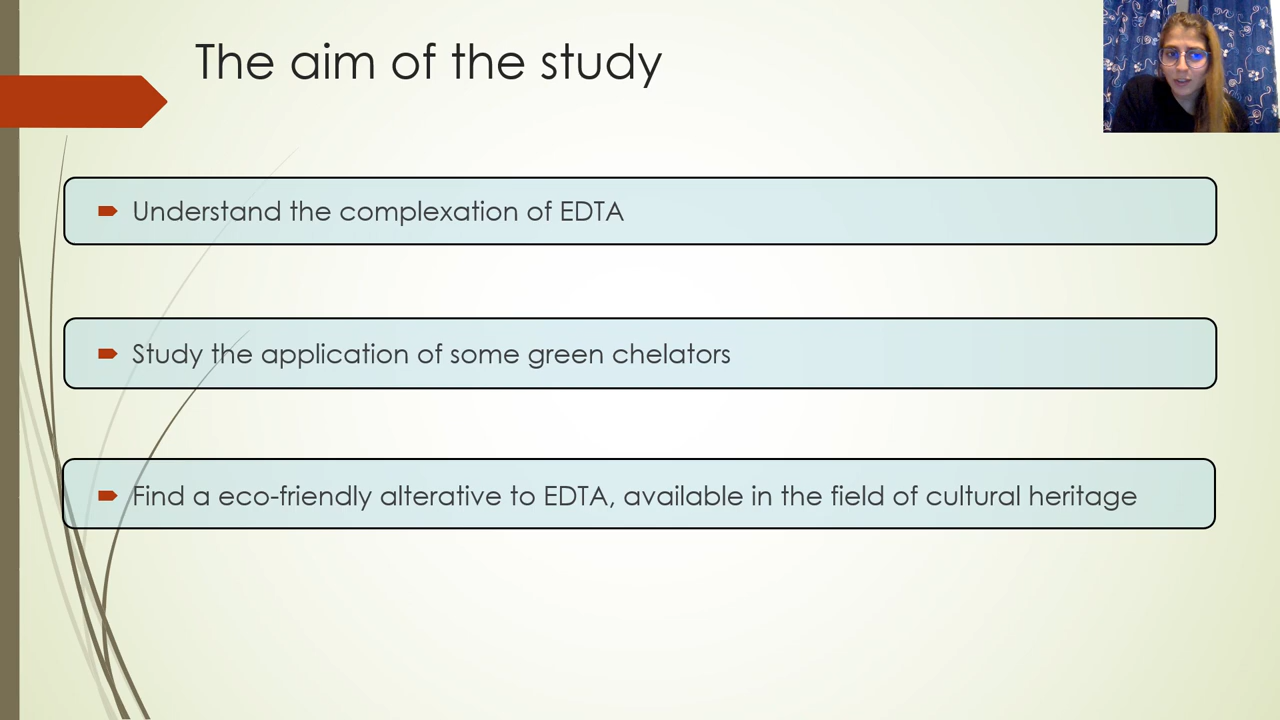 The aim of the study
Understand the complexation of EDTA
Study the application of some green chelators
Find a eco-friendly alterative to EDTA, available in the field of cultural heritage